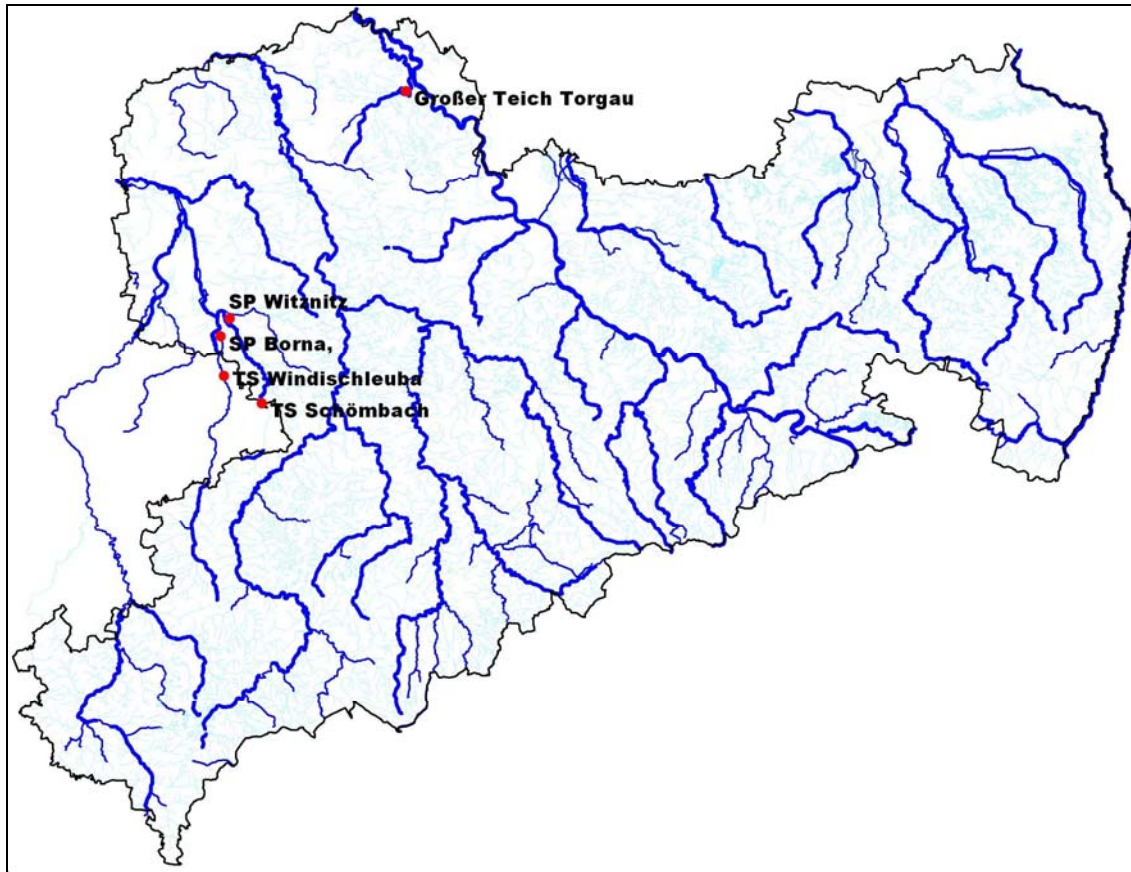 Großer Teich Torgau
SP Witznitz
SP Borna,
TS Windischleuba
TS Schömbach